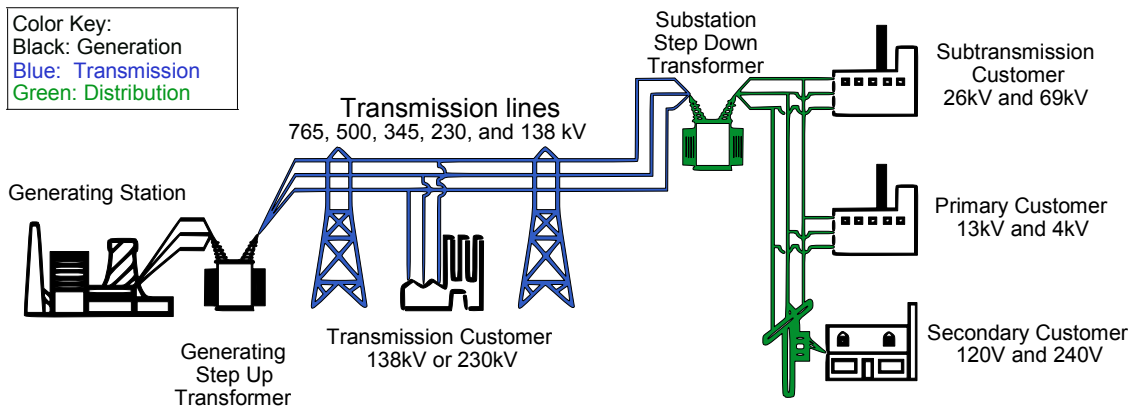 Color Key:
Black: Generation
Blue: Transmission
Green: Distribution
Substation
Step Down
Transformer
Subtransmission
Customer
26kV and 69kV
Transmission lines
765, 500, 345, 230, and 138 kV
Generating Station
Primary Customer
13kV and 4kV
Transmission Customer
138kV or 230kV
Generating
Step Up
Transformer
Secondary Customer
120V and 240V